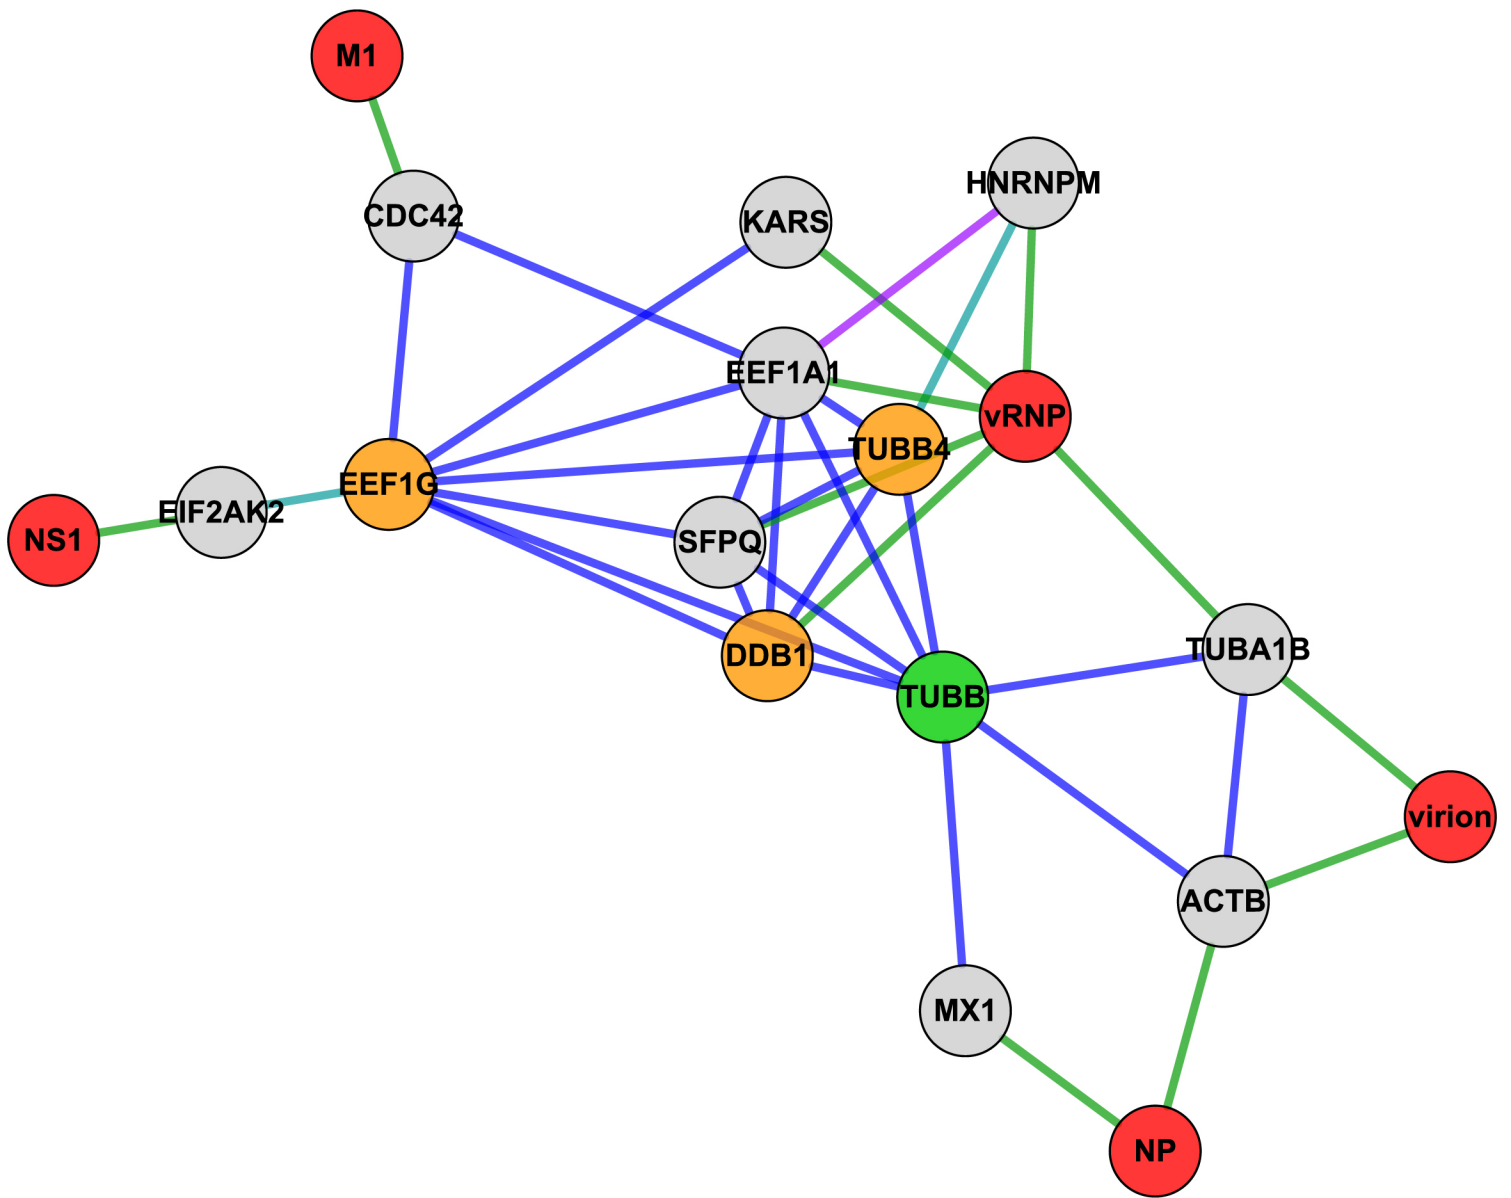 M1
HNRNPM
CDC42
KARS
EEF1A1
vRNP
TUBB4
EEF1G
EIF2AK2
NS1
SFPQ
TUBA1B
DDB1
TUBB
virion
ACTB
MX1
NP